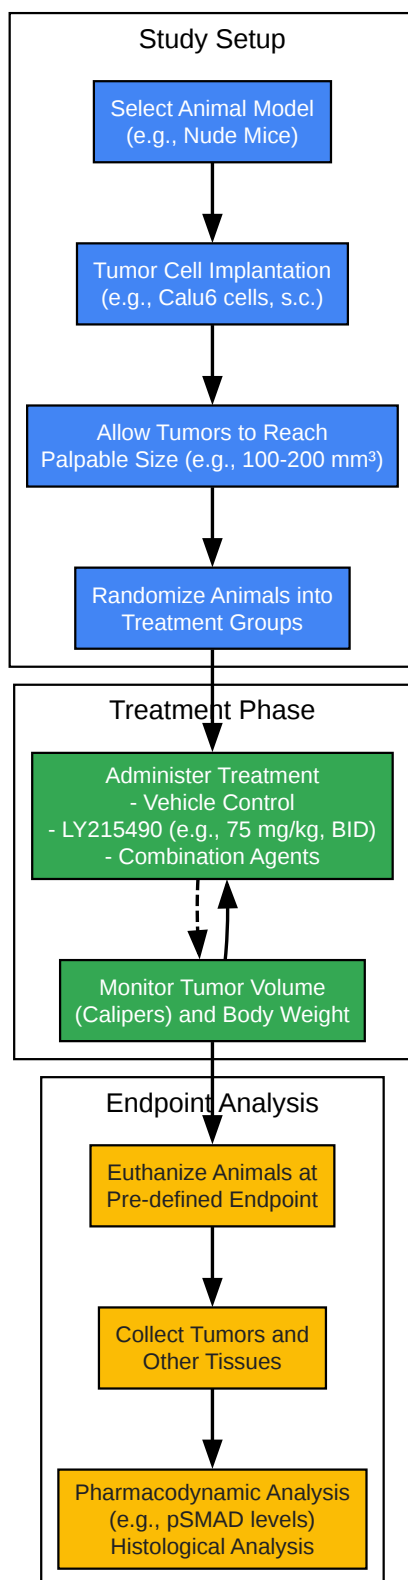 Study Setup
Select Animal Model
(e.g., Nude Mice)
Tumor Cell Implantation
(e.g., Calu6 cells, s.c.)
Allow Tumors to Reach
Palpable Size (e.g., 100-200 mm³)
Randomize Animals into
Treatment Groups
Treatment Phase
Administer Treatment
- Vehicle Control
- LY215490 (e.g., 75 mg/kg, BID)
- Combination Agents
Monitor Tumor Volume
(Calipers) and Body Weight
Endpoint Analysis
Euthanize Animals at
Pre-defined Endpoint
Collect Tumors and
Other Tissues
Pharmacodynamic Analysis
(e.g., pSMAD levels)
Histological Analysis